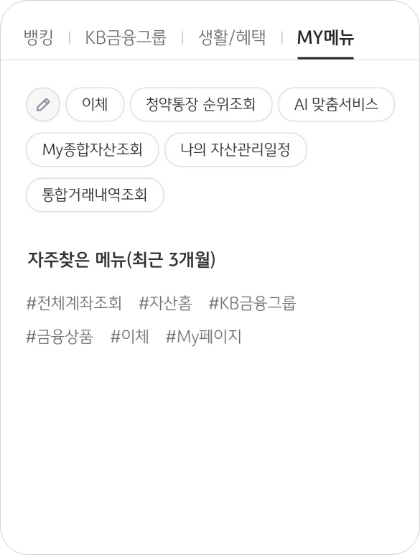 뱅킹 | KB금융그룹 | 생활/혜택 | MY메뉴
이체 청약통장 순위조회 AI 맞춤서비스
My종합자산조회 나의 자산관리일정
통합거래내역조회
자주찾은 메뉴(최근 3개월)
#전체계좌조회 #자산홈 #KB금융그룹
#금융상품 #이체 #My페이지